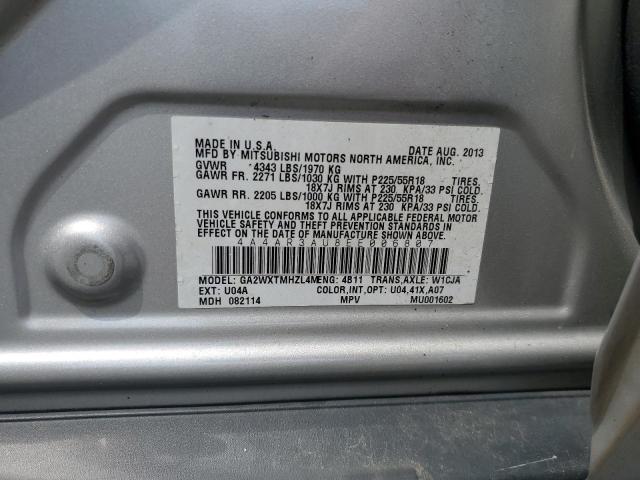 MADE IN U.S.A. DATE AUG. 2013
MFD BY MITSUBISHI MOTORS NORTH AMERICA, INC.
GVWR 4343 LBS/1970 KG
GAWR FR. 2271 LBS/1030 KG WITH P225/55R18 TIRES,
18X7J RIMS AT 230 KPA/33 PSI COLD.
GAWR RR. 2205 LBS/1000 KG WITH P225/55R18 TIRES,
18X7J RIMS AT 230 KPA/33 PSI COLD.
THIS VEHICLE CONFORMS TO ALL APPLICABLE FEDERAL MOTOR
VEHICLE SAFETY AND THEFT PREVENTION STANDARDS
IN EFFECT ON THE DATE OF MANUFACTURE SHOWN ABOVE.
4A4AR3AU8EE006807
MODEL: GA2WXTMHZL4M ENG: 4B11 TRANS,AXLE: W1CJA
EXT: U04A COLOR,INT,OPT: U04,41X,A07
MDH 082114 MPV MU001602